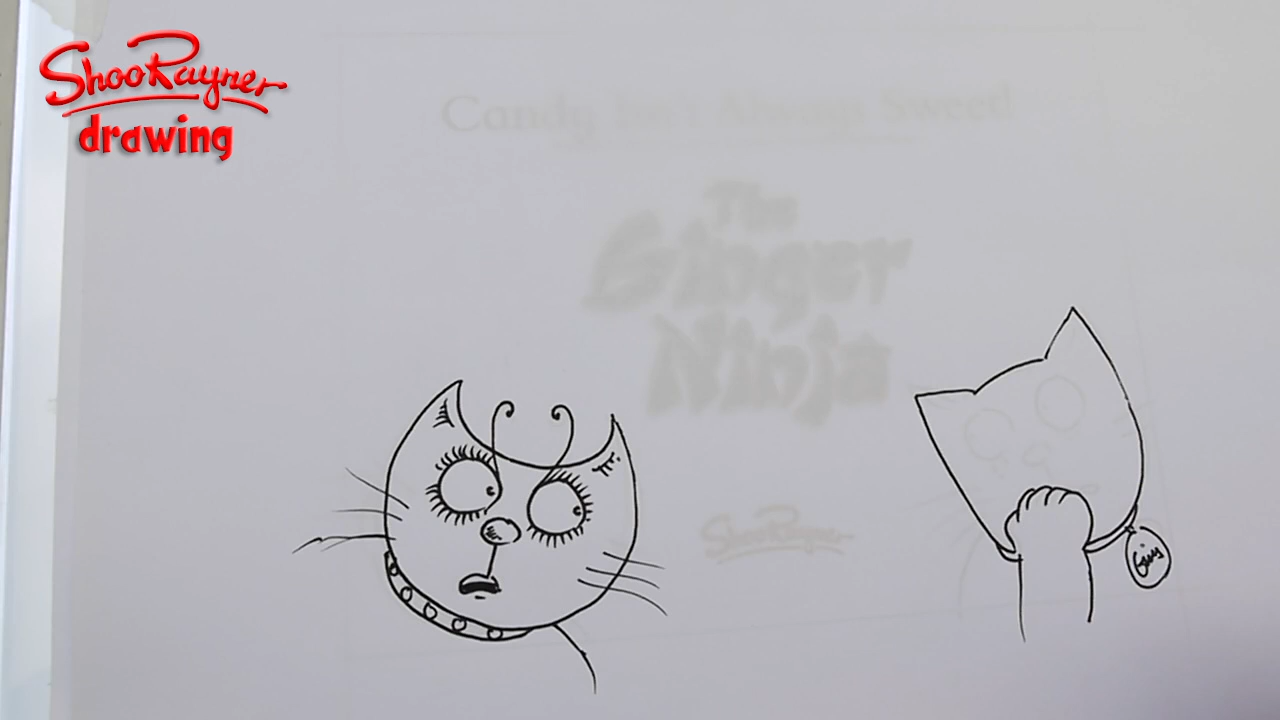 ShooRayner
drawing
Candy Isn't Always Sweet!
The
Ginger
Ninja
ShooRayner